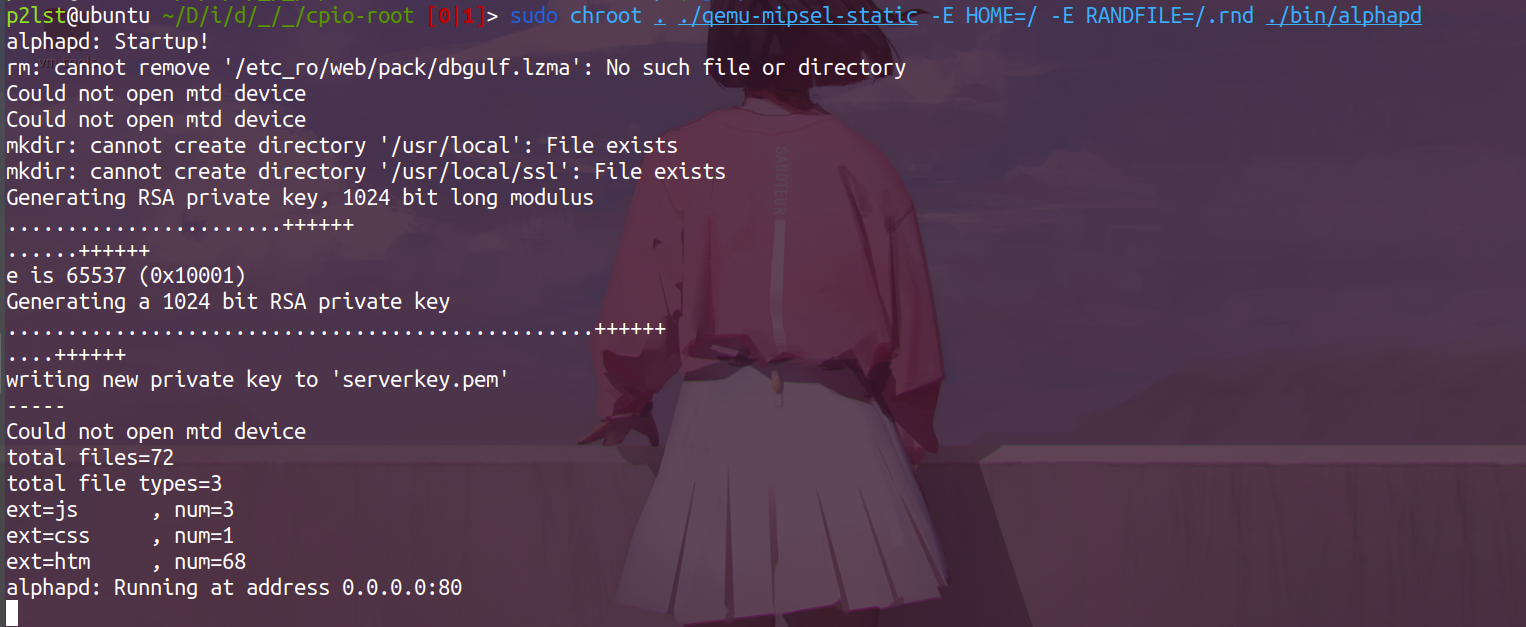 p2lst@ubuntu ~/D/i/d/_/_/cpio-root [0|1]> sudo chroot . ./qemu-mipsel-static -E HOME=/ -E RANDFILE=/.rnd ./bin/alphapd
alphapd: Startup!
rm: cannot remove '/etc_ro/web/pack/dbgulf.lzma': No such file or directory
Could not open mtd device
Could not open mtd device
mkdir: cannot create directory '/usr/local': File exists
mkdir: cannot create directory '/usr/local/ssl': File exists
Generating RSA private key, 1024 bit long modulus
.......................++++++
......++++++
e is 65537 (0x10001)
Generating a 1024 bit RSA private key
.................................................++++++
....++++++
writing new private key to 'serverkey.pem'
-----
Could not open mtd device
total files=72
total file types=3
ext=js      , num=3
ext=css     , num=1
ext=htm     , num=68
alphapd: Running at address 0.0.0.0:80